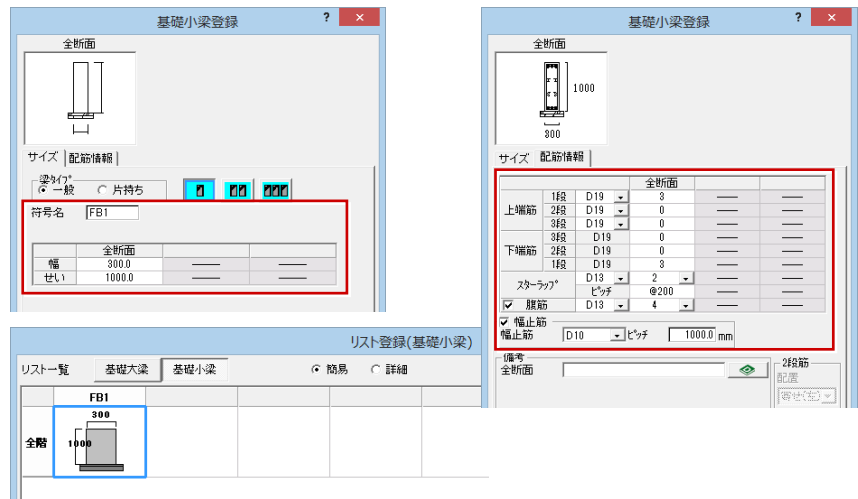 基礎小梁登録
? ×
全断面
サイズ 配筋情報
梁タイプ
一般 片持ち
符号名 FB1
全断面
幅 300.0
せい 1000.0
基礎小梁登録
? ×
全断面
1000
300
サイズ 配筋情報
全断面
上端筋 1段 D19 3
2段 D19 0
3段 D19 0
下端筋 3段 D19 0
2段 D19 0
1段 D19 3
スターラップ D13 2
ピッチ @200
腹筋 D13 4
幅止筋
幅止筋 D10 ピッチ 1000.0 mm
備考
全断面
2段筋
配置
寄せ(左)
リスト登録(基礎小梁)
リスト一覧 基礎大梁 基礎小梁 簡易 詳細
FB1
全階 300
1000